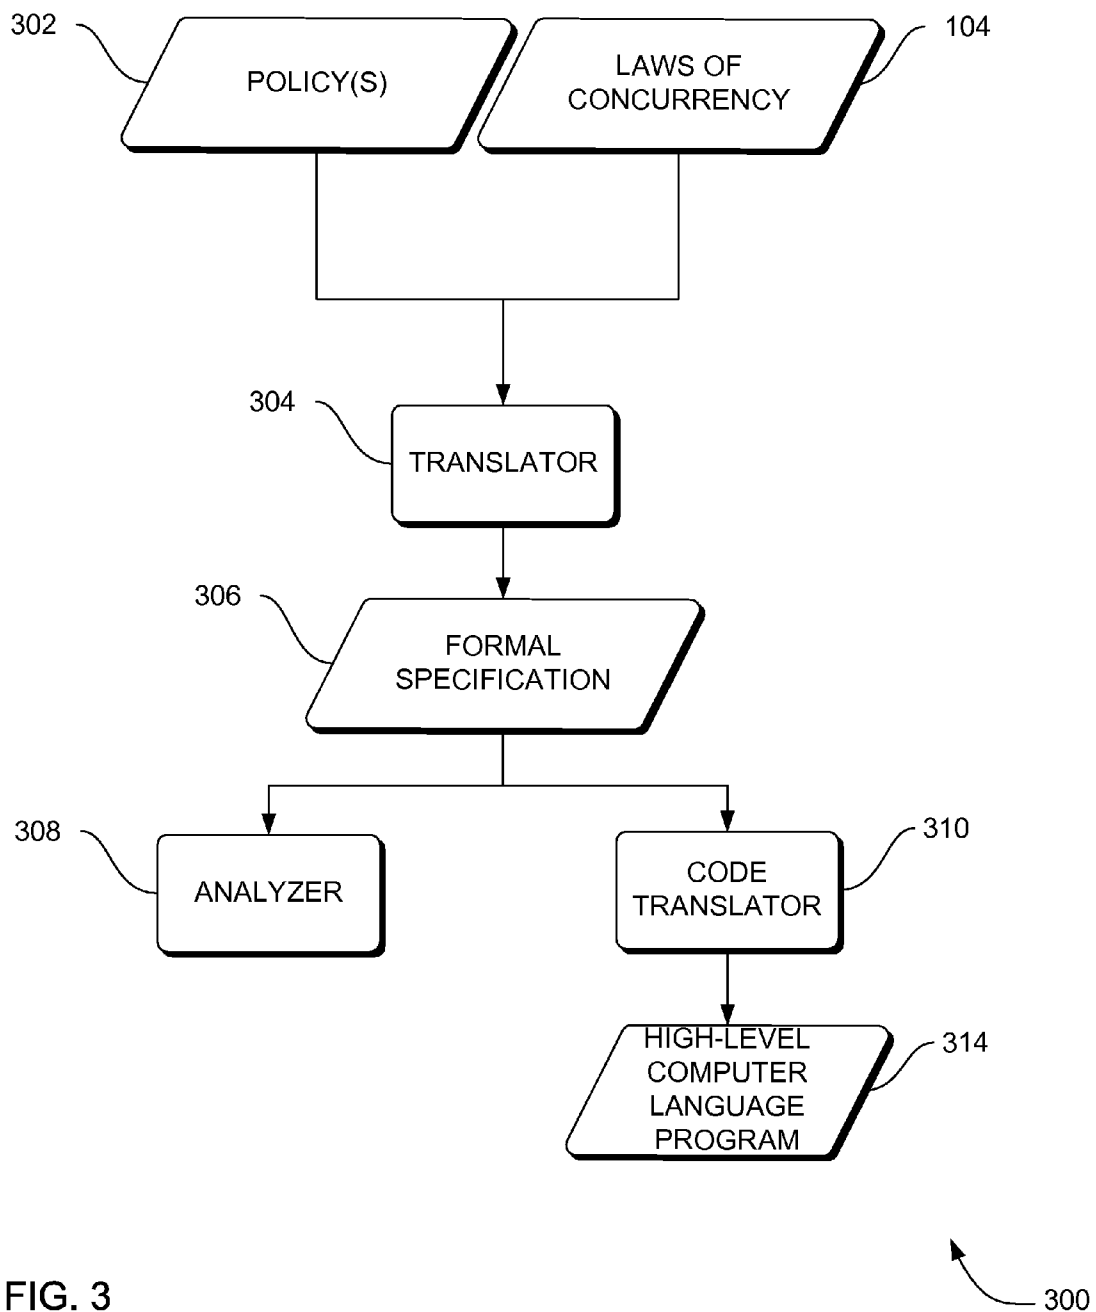 302
POLICY(S)
LAWS OF
CONCURRENCY
104
304
TRANSLATOR
306
FORMAL
SPECIFICATION
308
ANALYZER
CODE
TRANSLATOR
310
HIGH-LEVEL
COMPUTER
LANGUAGE
PROGRAM
314
FIG. 3
300